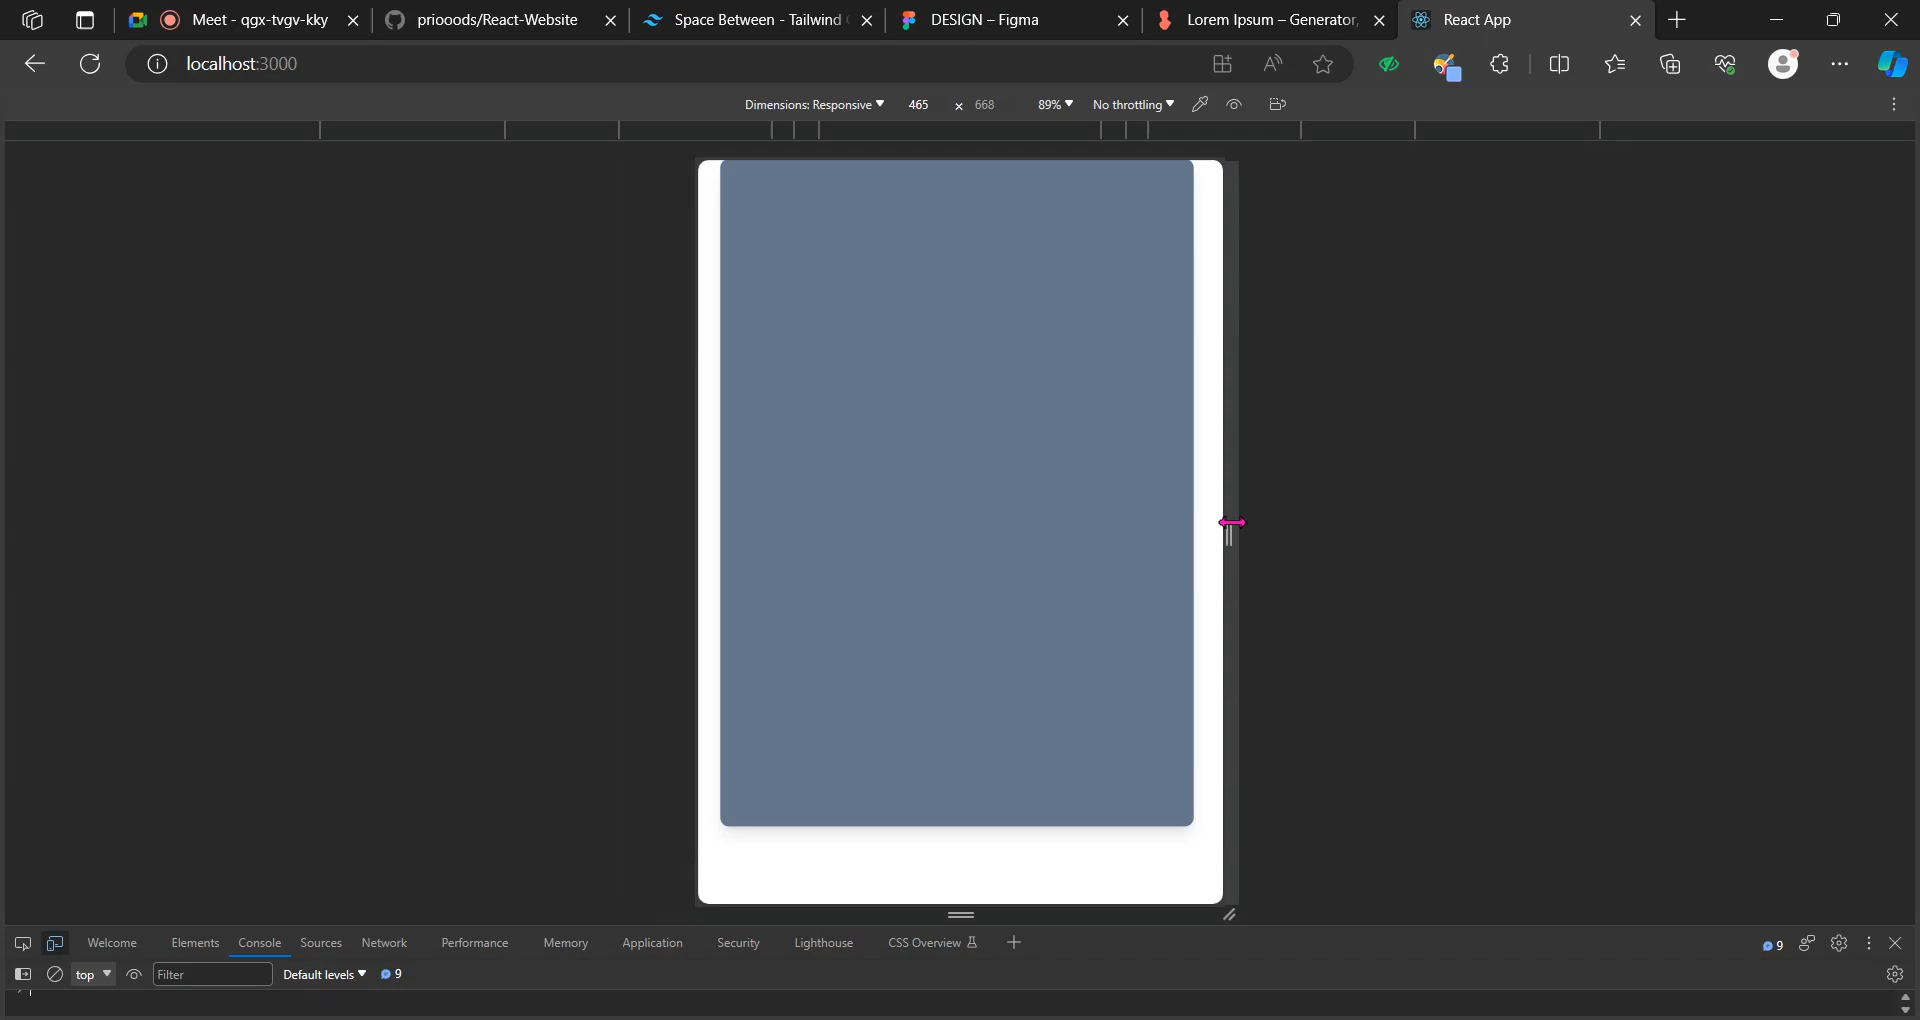 Meet - qgx-tvgv-kky
priooods/React-Website
Space Between - Tailwind
DESIGN – Figma
Lorem Ipsum – Generator,
React App
localhost:3000
Dimensions: Responsive 465 x 668 89% No throttling
Welcome Elements Console Sources Network Performance Memory Application Security Lighthouse CSS Overview 9
top Filter Default levels 9